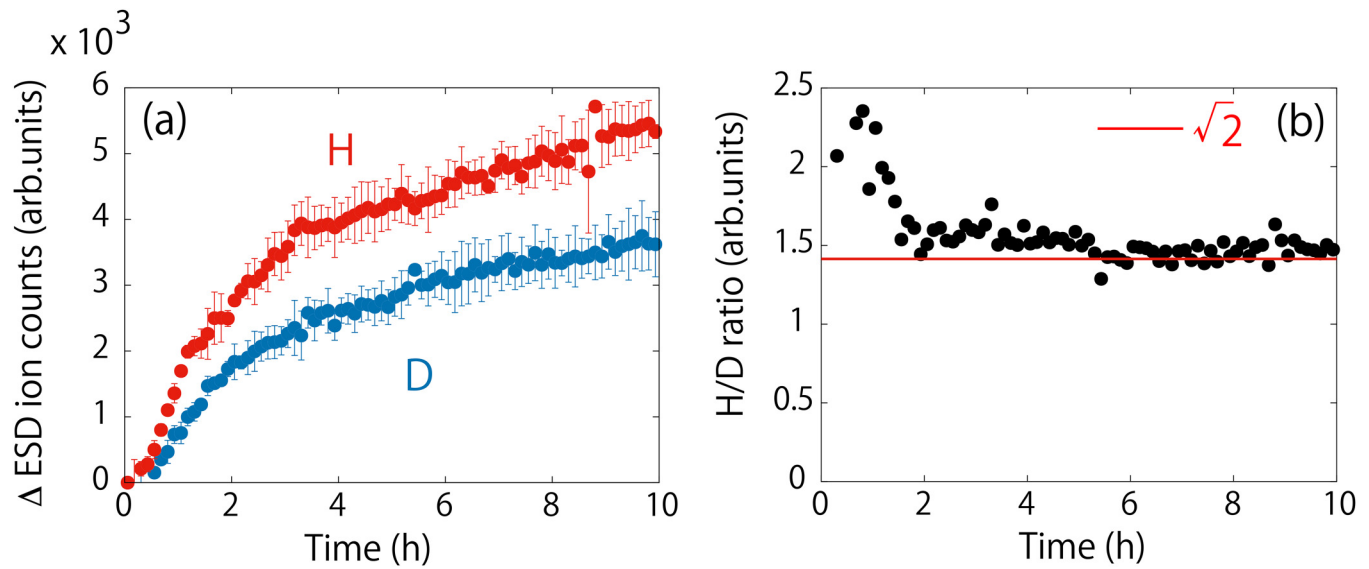 x 10³
Δ ESD ion counts (arb.units)
6
5
4
3
2
1
0
(a)
H
D
0 2 4 6 8 10
Time (h)
H/D ratio (arb.units)
2.5
2
1.5
1
0.5
0
√2
(b)
0 2 4 6 8 10
Time (h)